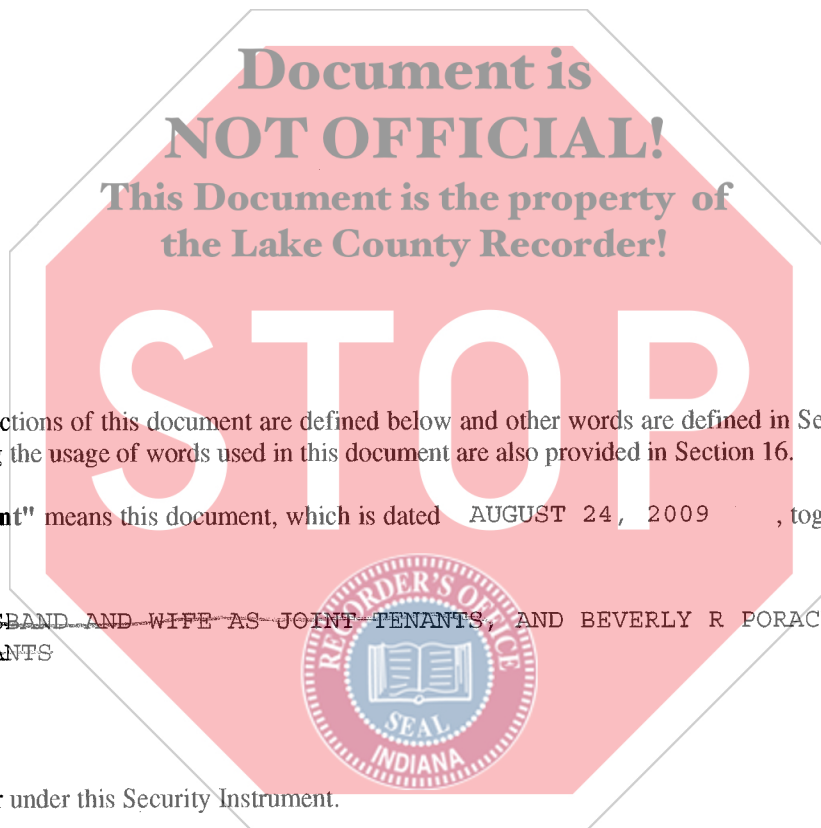 Document is
NOT OFFICIAL!
This Document is the property of
the Lake County Recorder!
STOP
ctions of this document are defined below and other words are defined in Se
the usage of words used in this document are also provided in Section 16.
nt" means this document, which is dated AUGUST 24, 2009 , tog
BAND AND WIFE AS JOINT TENANTS, AND BEVERLY R PORAC
ANTS
RECORDER'S OFFICE
SEAL
INDIANA
under this Security Instrument.